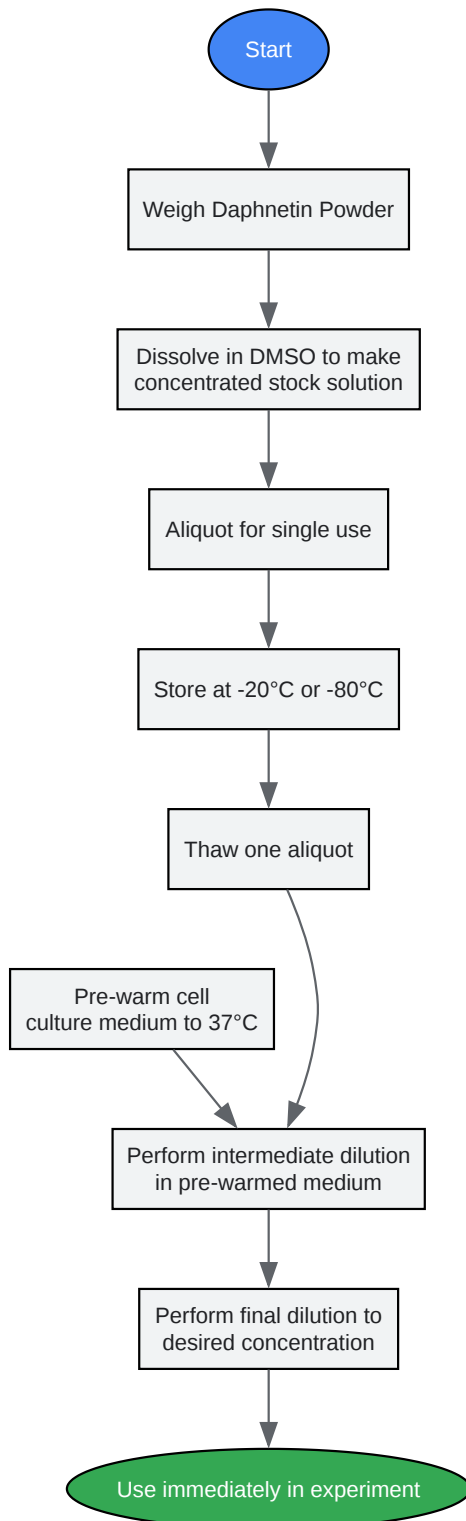 Start
Weigh Daphnetin Powder
Dissolve in DMSO to make
concentrated stock solution
Aliquot for single use
Store at -20°C or -80°C
Thaw one aliquot
Pre-warm cell
culture medium to 37°C
Perform intermediate dilution
in pre-warmed medium
Perform final dilution to
desired concentration
Use immediately in experiment